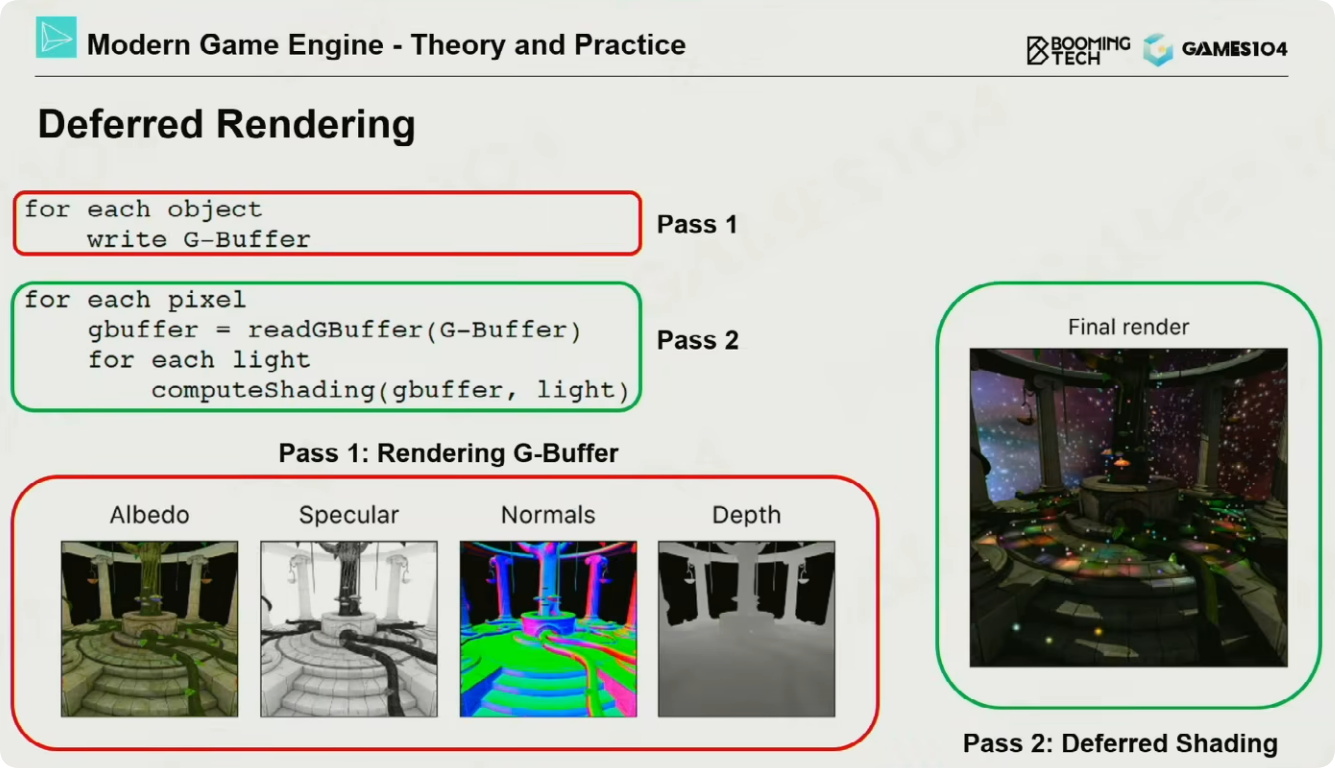 Modern Game Engine - Theory and Practice
BOOMING
TECH
GAMES104
Deferred Rendering
for each object
write G-Buffer
Pass 1
for each pixel
gbuffer = readGBuffer(G-Buffer)
for each light
computeShading(gbuffer, light)
Pass 2
Pass 1: Rendering G-Buffer
Albedo
Specular
Normals
Depth
Final render
Pass 2: Deferred Shading